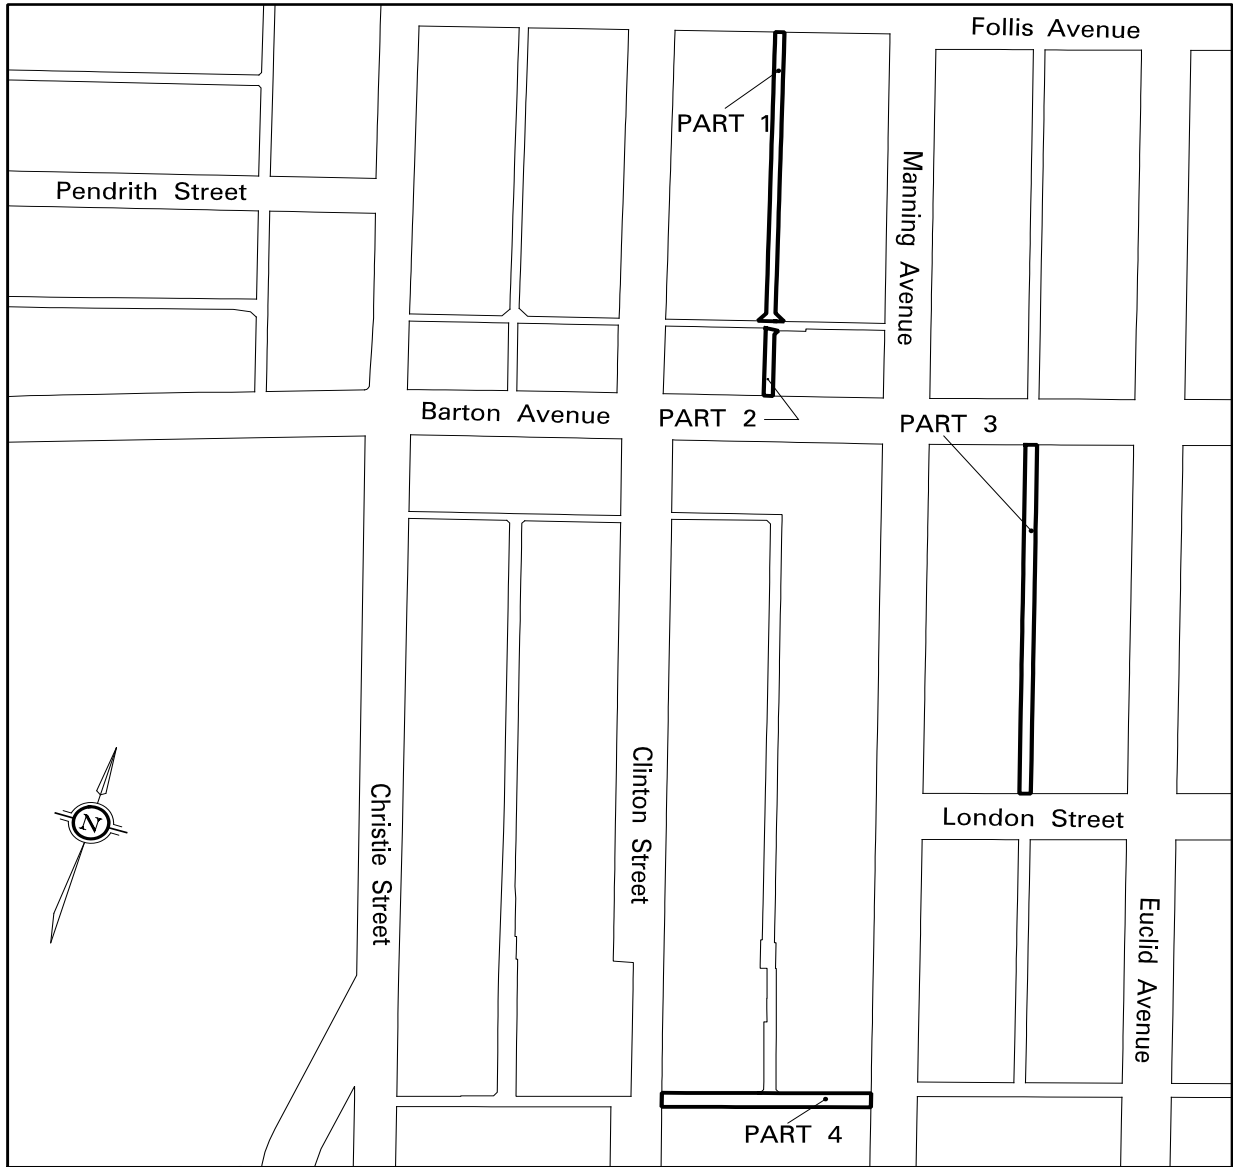 Follis Avenue
PART 1
Manning Avenue
Pendrith Street
Barton Avenue
PART 2
PART 3
Clinton Street
Christie Street
London Street
N
Euclid Avenue
PART 4